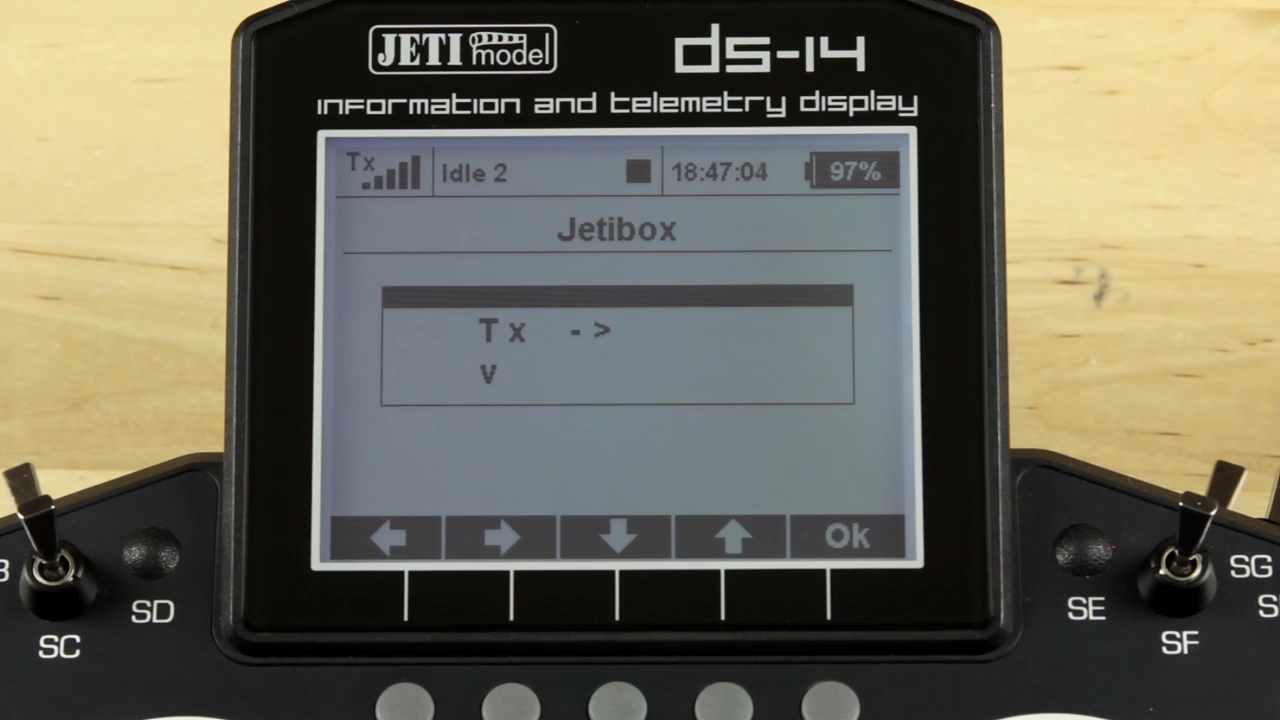 JETI model
DS-14
information and telemetry display
Tx Idle 2 18:47:04 97%
Jetibox
Tx ->
v
Ok
SD
SC
SE
SF
SG